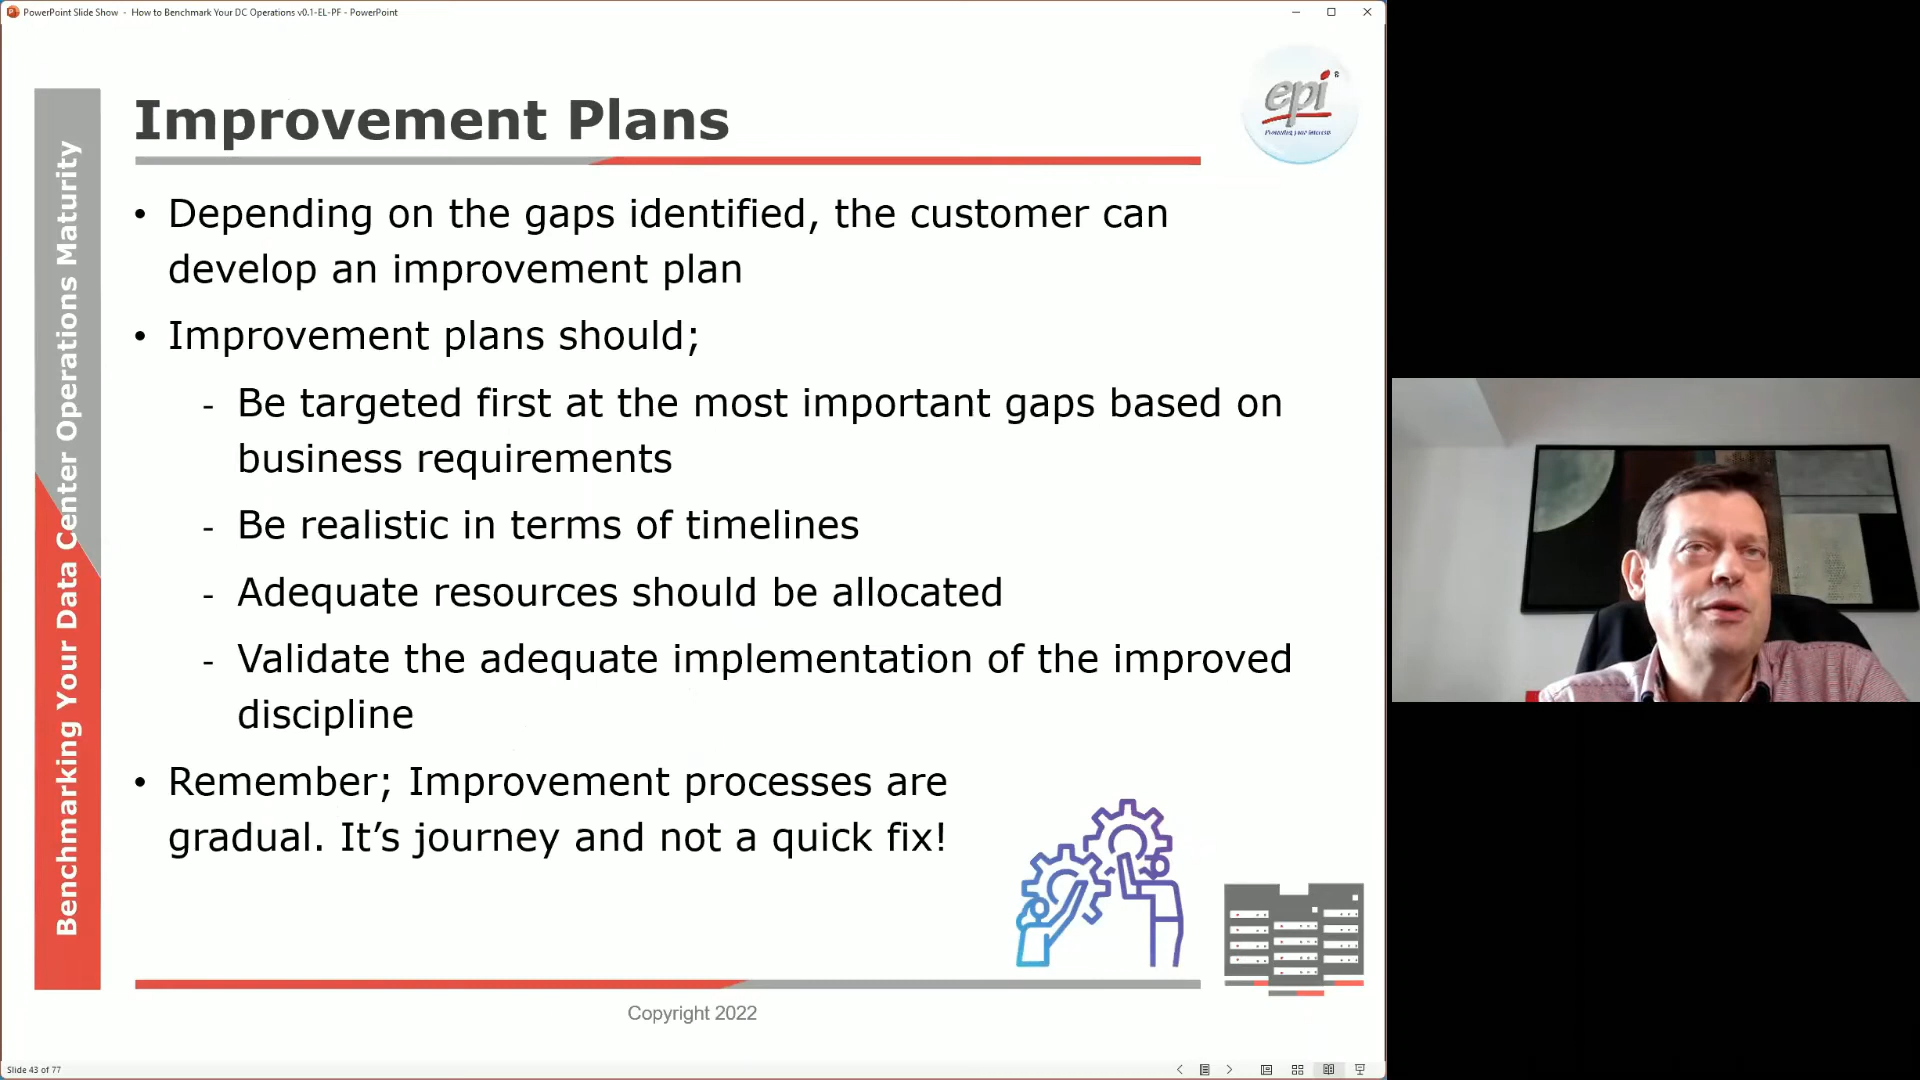 PowerPoint Slide Show - How to Benchmark Your DC Operations v0.1-EL-PF - PowerPoint
Benchmarking Your Data Center Operations Maturity
Improvement Plans
epi ®
Promoting your Success
• Depending on the gaps identified, the customer can
develop an improvement plan
• Improvement plans should;
- Be targeted first at the most important gaps based on
business requirements
- Be realistic in terms of timelines
- Adequate resources should be allocated
- Validate the adequate implementation of the improved
discipline
• Remember; Improvement processes are
gradual. It’s journey and not a quick fix!
Copyright 2022
Slide 43 of 77